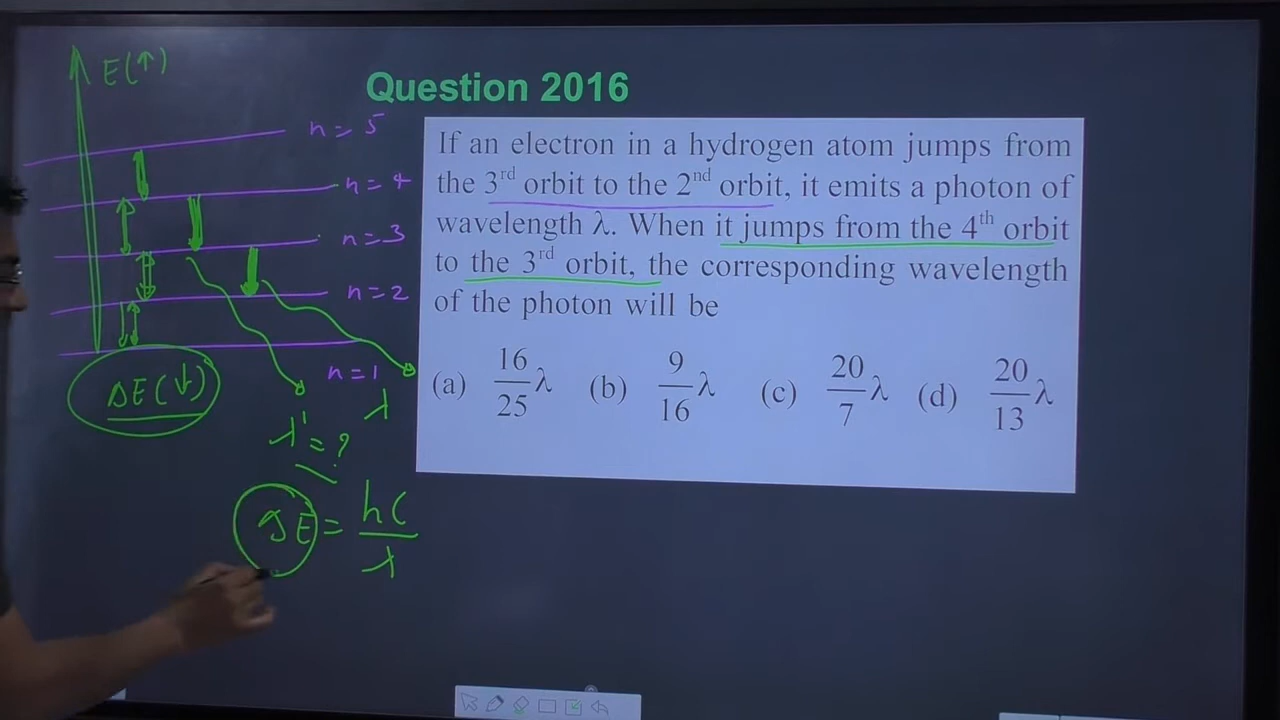 E(↑)
Question 2016
n = 5
n = 4
n = 3
n = 2
n = 1
ΔE(↓)
λ
λ' = ?
ΔE = hc/λ
If an electron in a hydrogen atom jumps from
the 3rd orbit to the 2nd orbit, it emits a photon of
wavelength λ. When it jumps from the 4th orbit
to the 3rd orbit, the corresponding wavelength
of the photon will be
(a) 16/25 λ (b) 9/16 λ (c) 20/7 λ (d) 20/13 λ